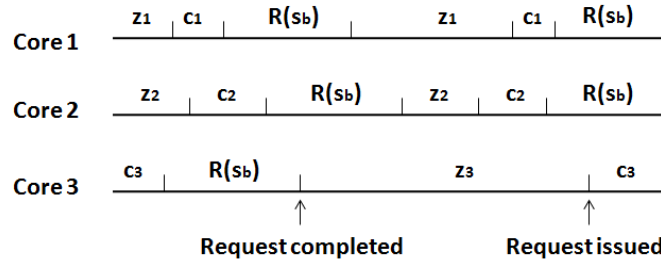 z1 c1 R(sb) z1 c1 R(sb)
Core 1
z2 c2 R(sb) z2 c2 R(sb)
Core 2
c3 R(sb) z3 c3
Core 3
Request completed Request issued